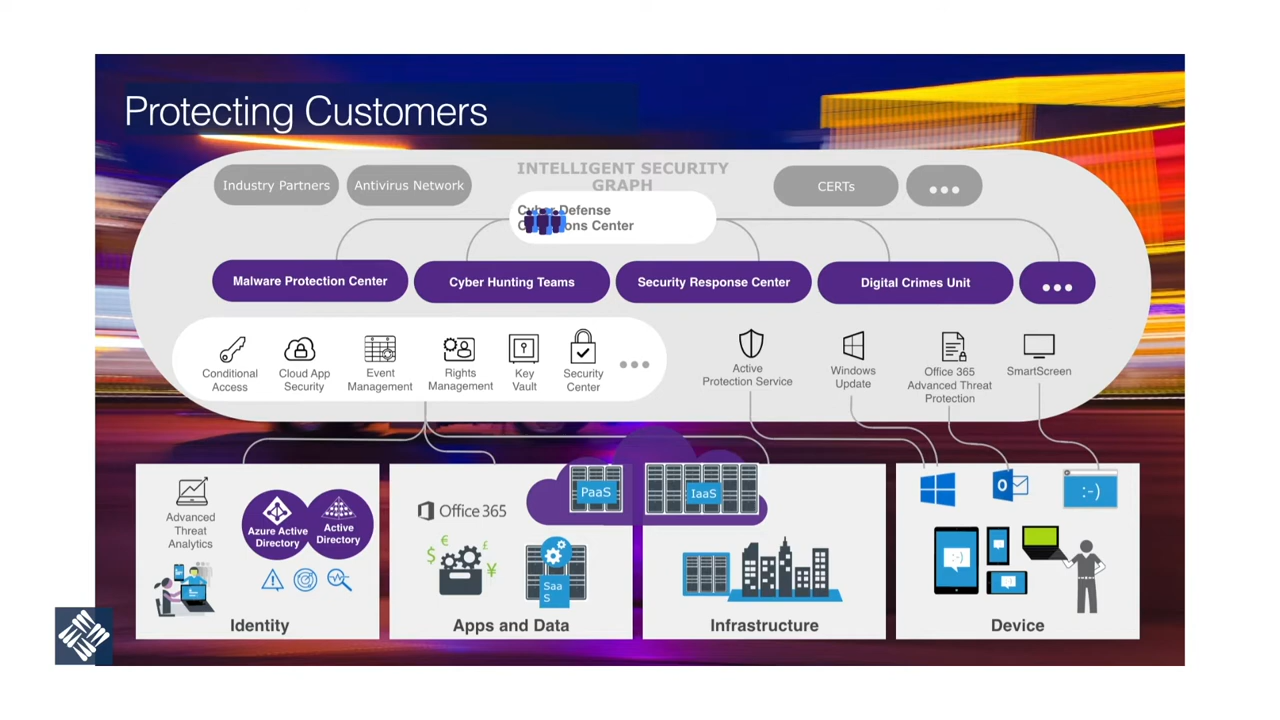 Protecting Customers
INTELLIGENT SECURITY
GRAPH
Industry Partners
Antivirus Network
CERTs
Defense
Center
Malware Protection Center
Cyber Hunting Teams
Security Response Center
Digital Crimes Unit
Conditional
Access
Cloud App
Security
Event
Management
Rights
Management
Key
Vault
Security
Center
Active
Protection Service
Windows
Update
Office 365
Advanced Threat
Protection
SmartScreen
Advanced
Threat
Analytics
Azure Active
Directory
Active
Directory
Identity
Office 365
PaaS
Saa
S
Apps and Data
IaaS
Infrastructure
:-)
Device